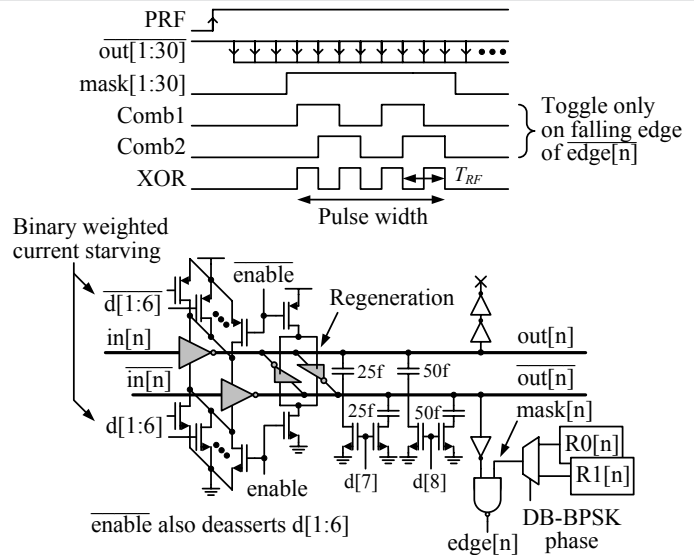 PRF
out[1:30]
mask[1:30]
Comb1
Comb2
XOR
T_RF
Pulse width
Toggle only
on falling edge
of edge[n]
Binary weighted
current starving
enable
Regeneration
d[1:6]
in[n]
out[n]
25f
50f
in[n]
out[n]
25f
50f
mask[n]
d[1:6]
R0[n]
R1[n]
d[7]
d[8]
enable
DB-BPSK
phase
enable also deasserts d[1:6]
edge[n]